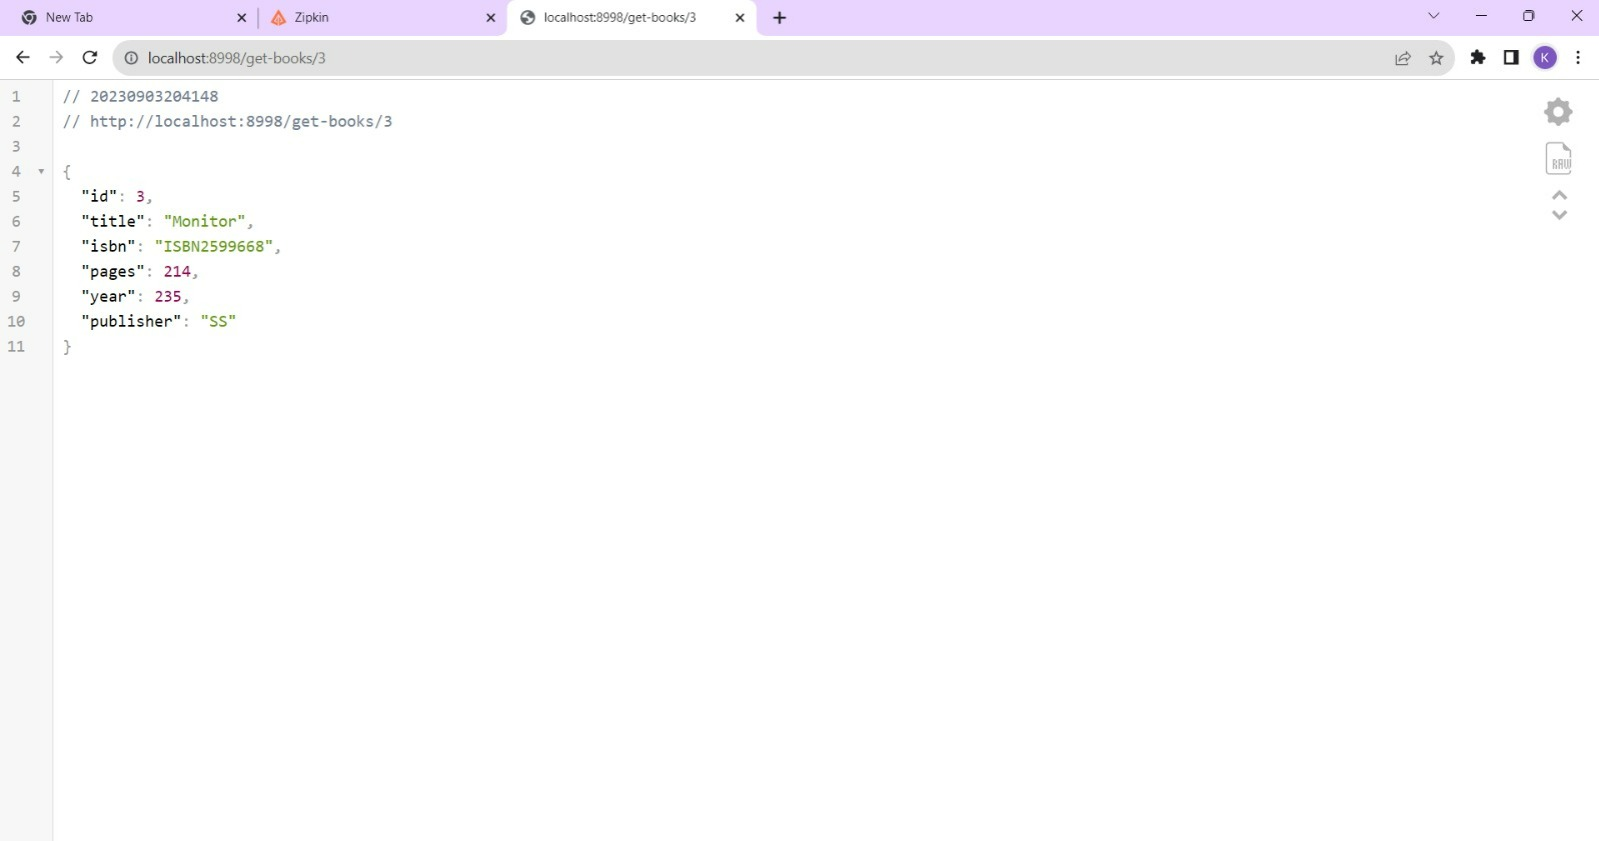 New Tab
Zipkin
localhost:8998/get-books/3
localhost:8998/get-books/3
K
1 // 20230903204148
2 // http://localhost:8998/get-books/3
3
4 {
5 "id": 3,
6 "title": "Monitor",
7 "isbn": "ISBN2599668",
8 "pages": 214,
9 "year": 235,
10 "publisher": "SS"
11 }
RAW